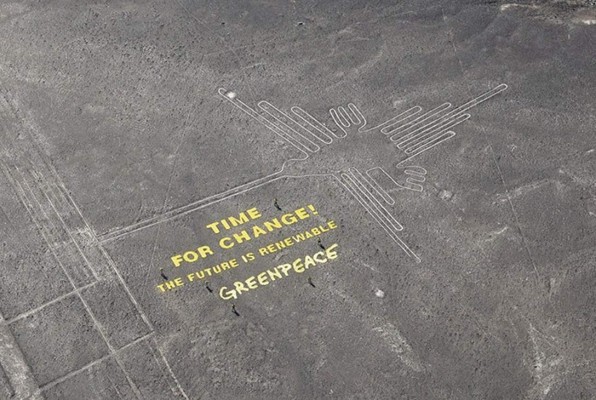 TIME
FOR CHANGE!
THE FUTURE IS RENEWABLE
GREENPEACE